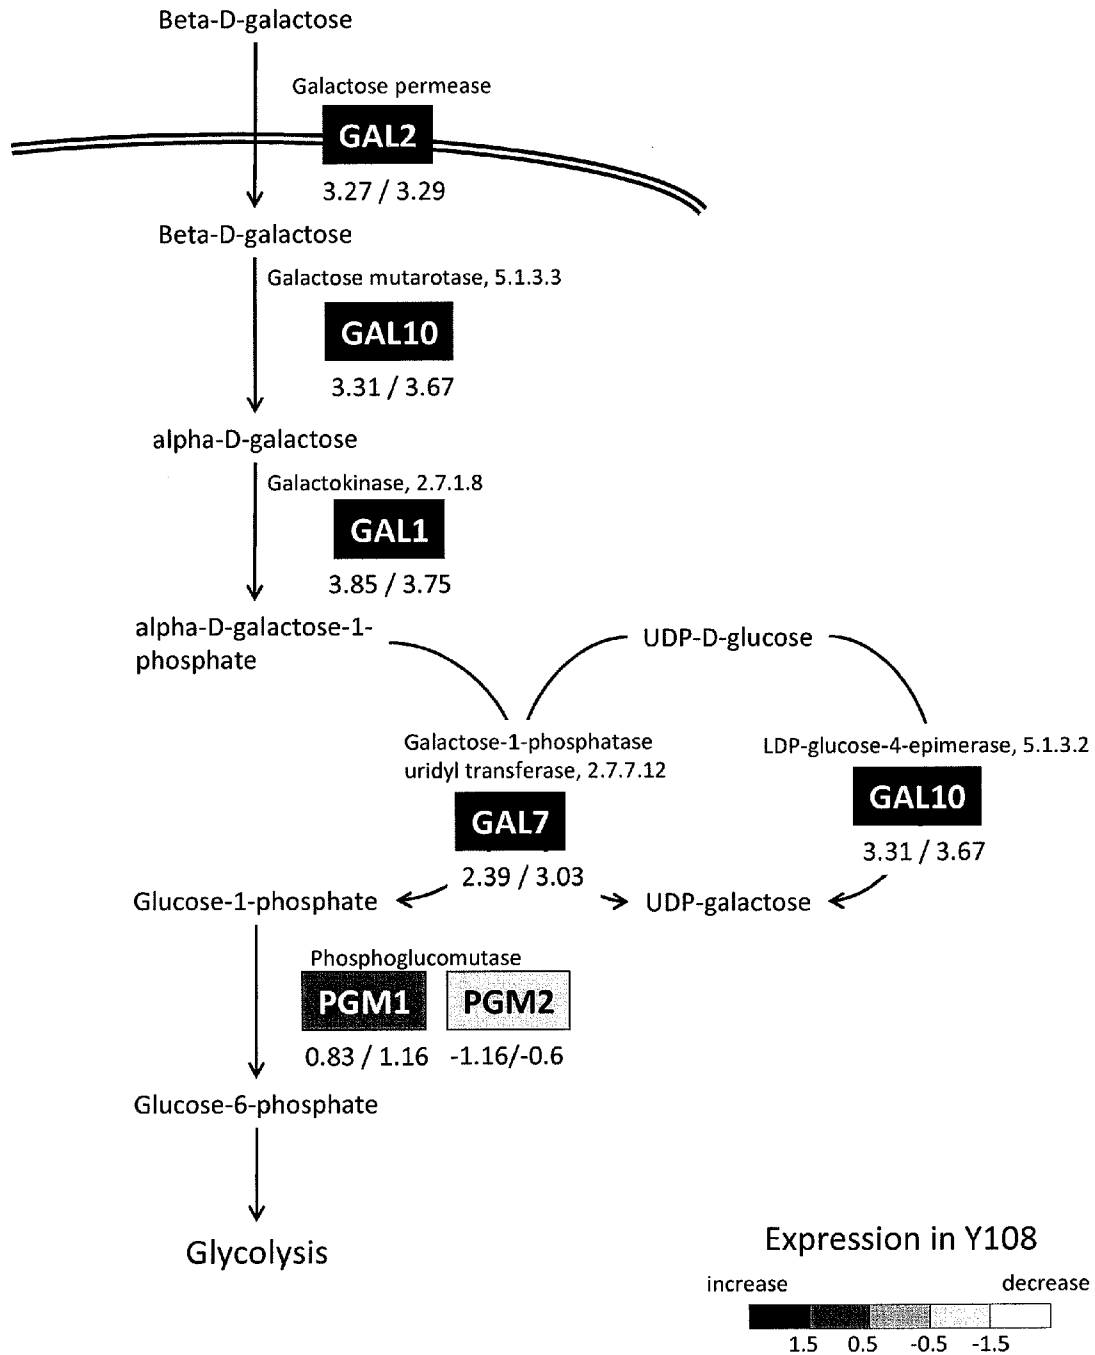 Beta-D-galactose
Galactose permease
GAL2
3.27 / 3.29
Beta-D-galactose
Galactose mutarotase, 5.1.3.3
GAL10
3.31 / 3.67
alpha-D-galactose
Galactokinase, 2.7.1.8
GAL1
3.85 / 3.75
alpha-D-galactose-1-
phosphate
UDP-D-glucose
Galactose-1-phosphatase
uridyl transferase, 2.7.7.12
GAL7
2.39 / 3.03
LDP-glucose-4-epimerase, 5.1.3.2
GAL10
3.31 / 3.67
Glucose-1-phosphate
UDP-galactose
Phosphoglucomutase
PGM1 PGM2
0.83 / 1.16 -1.16/-0.6
Glucose-6-phosphate
Glycolysis
Expression in Y108
increase decrease
1.5 0.5 -0.5 -1.5